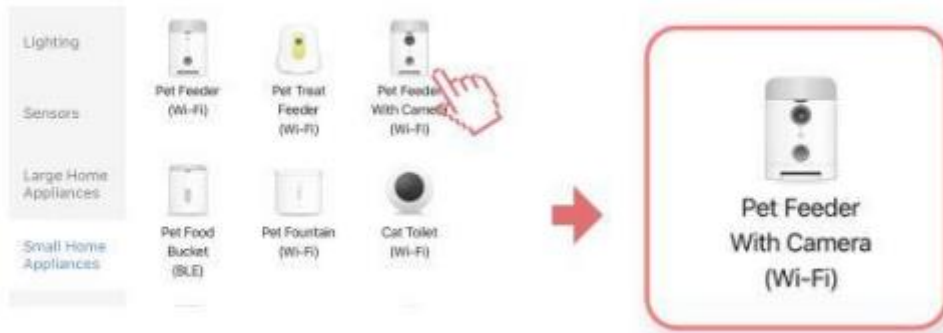 Lighting
Sensors
Large Home
Appliances
Small Home
Appliances
Pet Feeder
(Wi-Fi)
Pet Treat
Feeder
(Wi-Fi)
Pet Feeder
With Camera
(Wi-Fi)
Pet Food
Bucket
(BLE)
Pet Fountain
(Wi-Fi)
Cat Toilet
(Wi-Fi)
Pet Feeder
With Camera
(Wi-Fi)